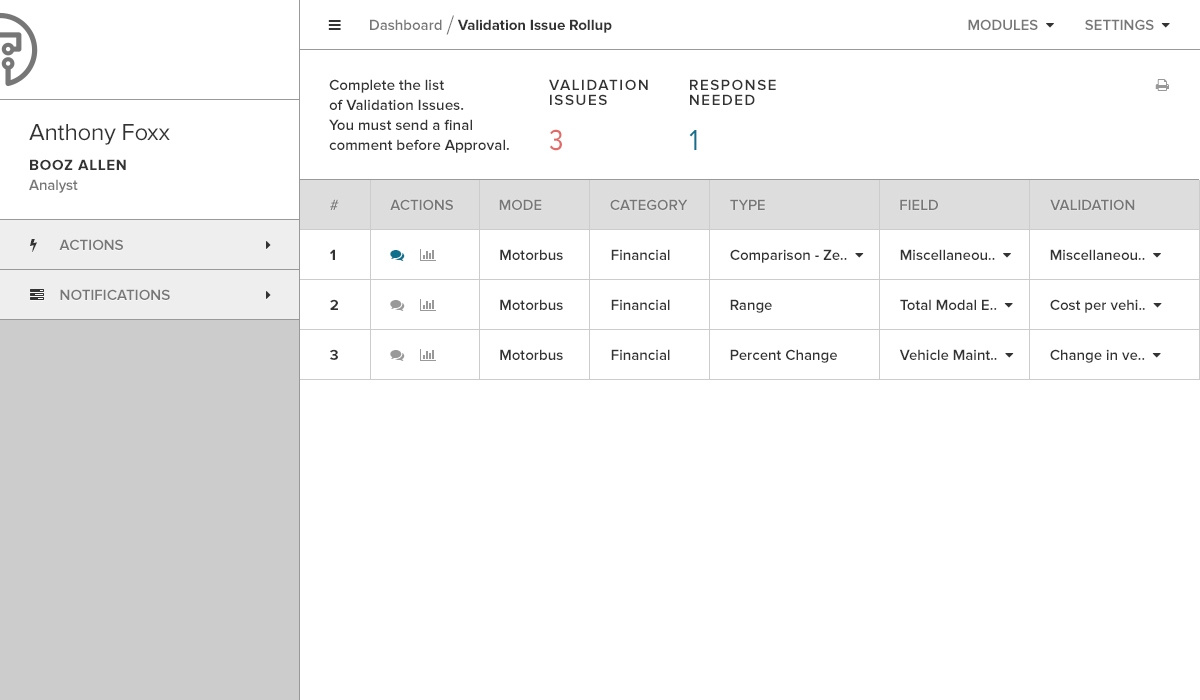 Dashboard / Validation Issue Rollup
MODULES
SETTINGS
Anthony Foxx
BOOZ ALLEN
Analyst
ACTIONS
NOTIFICATIONS
Complete the list
of Validation Issues.
You must send a final
comment before Approval.
VALIDATION
ISSUES
3
RESPONSE
NEEDED
1
# ACTIONS MODE CATEGORY TYPE FIELD VALIDATION
1 Motorbus Financial Comparison - Ze.. Miscellaneou.. Miscellaneou..
2 Motorbus Financial Range Total Modal E.. Cost per vehi..
3 Motorbus Financial Percent Change Vehicle Maint.. Change in ve..